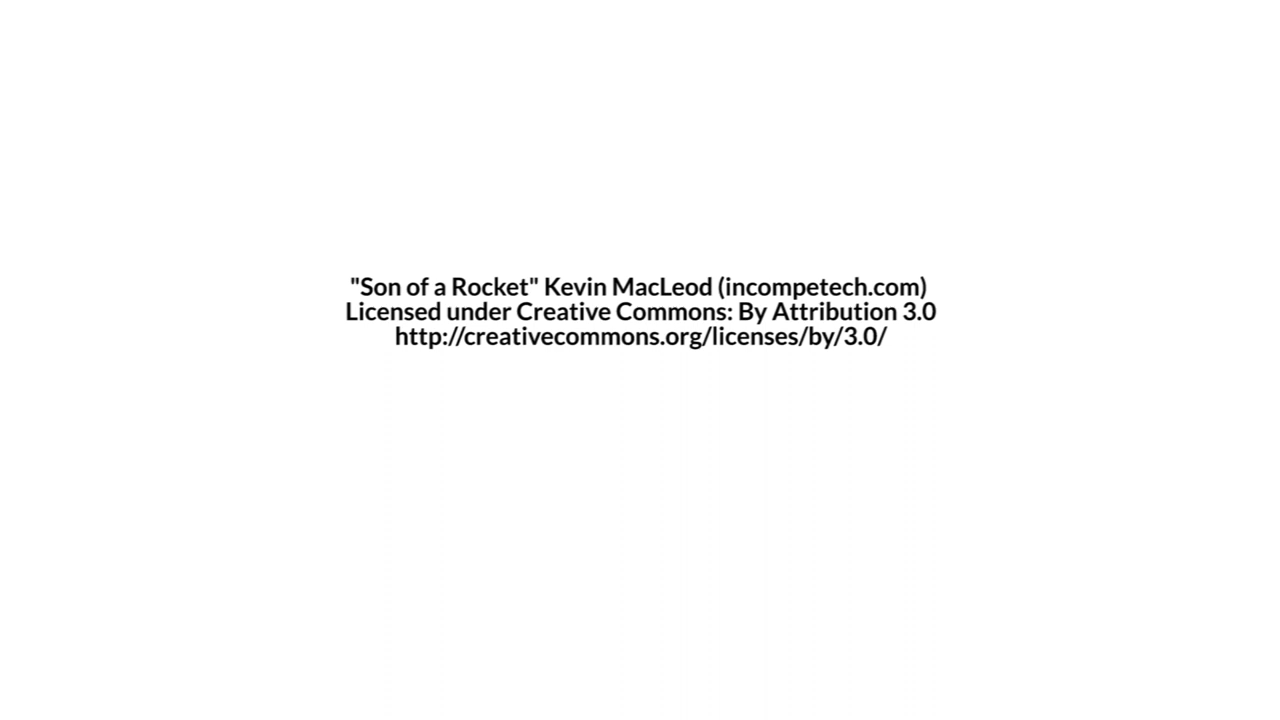 "Son of a Rocket" Kevin MacLeod (incompetech.com)
Licensed under Creative Commons: By Attribution 3.0
http://creativecommons.org/licenses/by/3.0/